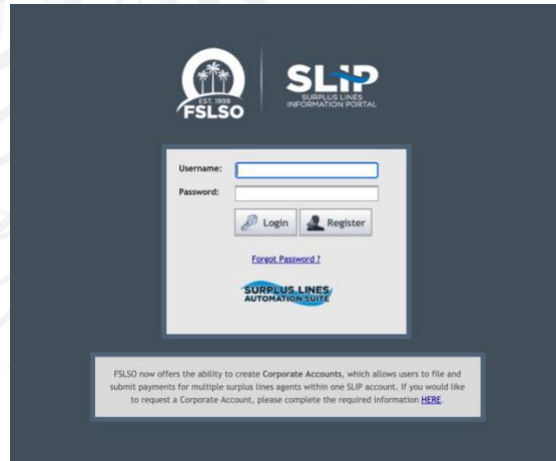 EST. 1998
FSLSO
SLIP
SURPLUS LINES
INFORMATION PORTAL
Username:
Password:
Login Register
Forgot Password ?
SURPLUS LINES
AUTOMATION SUITE
FSLSO now offers the ability to create Corporate Accounts, which allows users to file and
submit payments for multiple surplus lines agents within one SLIP account. If you would like
to request a Corporate Account, please complete the required information HERE.